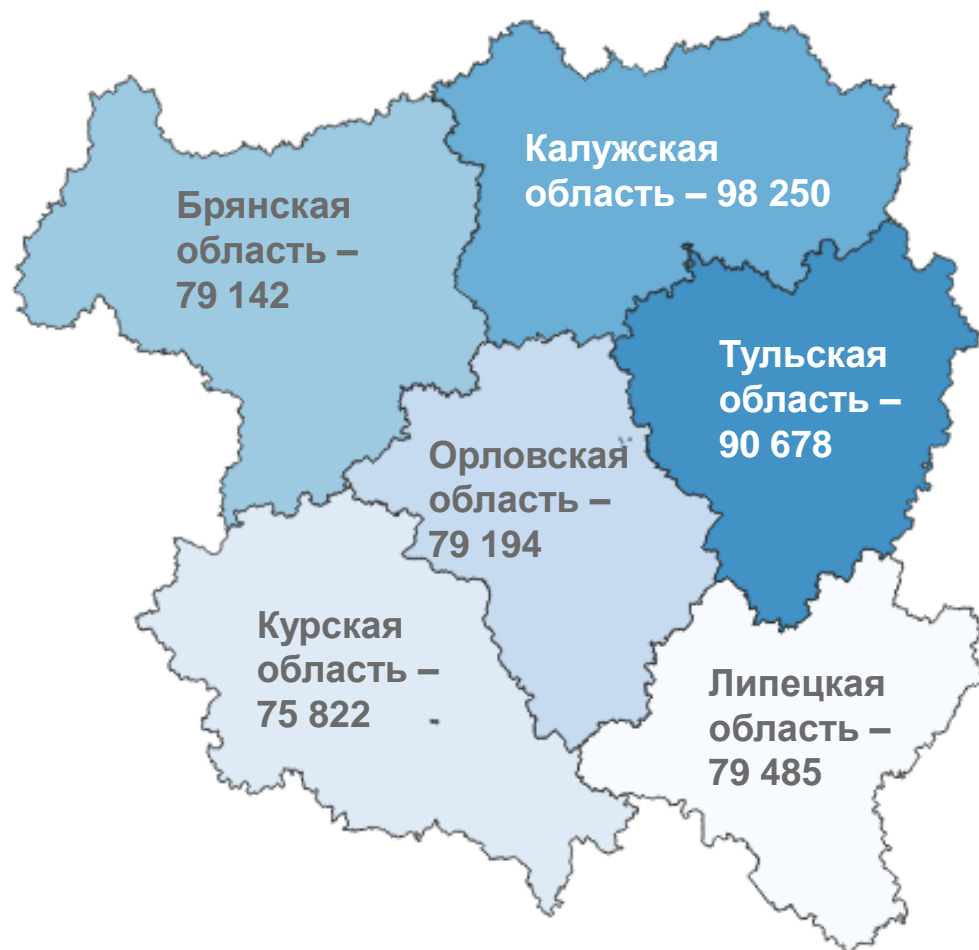 Калужская
область – 98 250
Брянская
область –
79 142
Тульская
область –
90 678
Орловская
область –
79 194
Курская
область –
75 822
Липецкая
область –
79 485